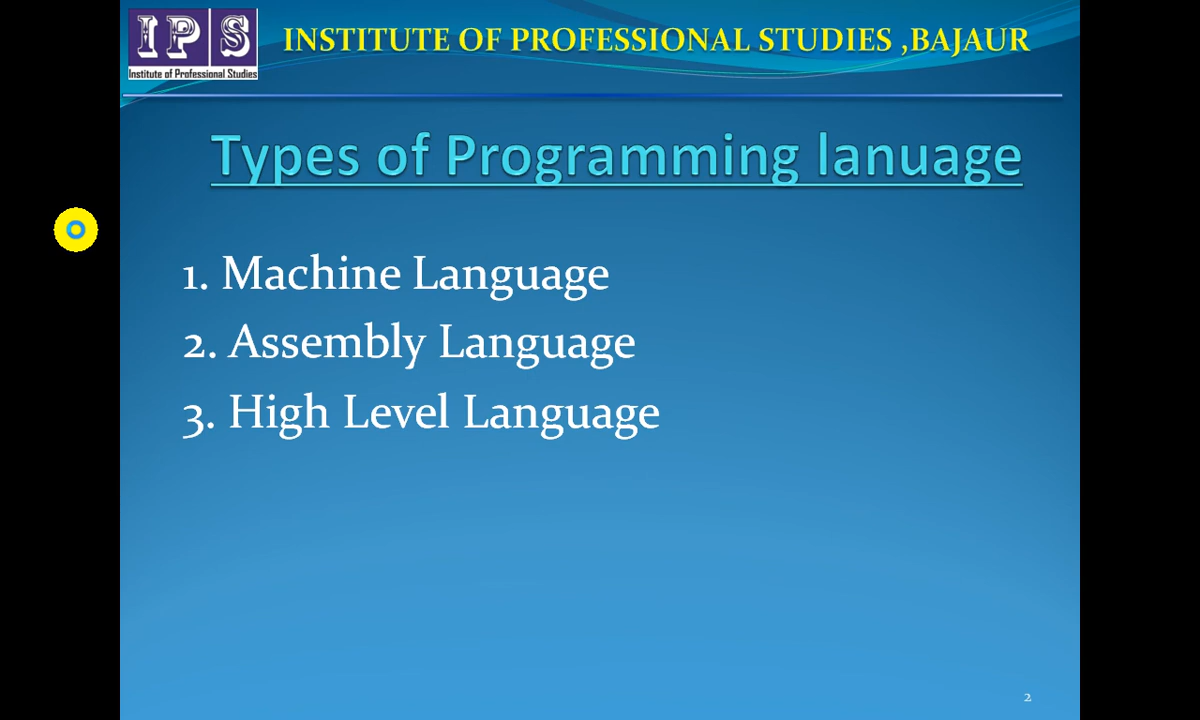 IPS
Institute of Professional Studies
INSTITUTE OF PROFESSIONAL STUDIES ,BAJAUR
Types of Programming lanuage
1. Machine Language
2. Assembly Language
3. High Level Language
2